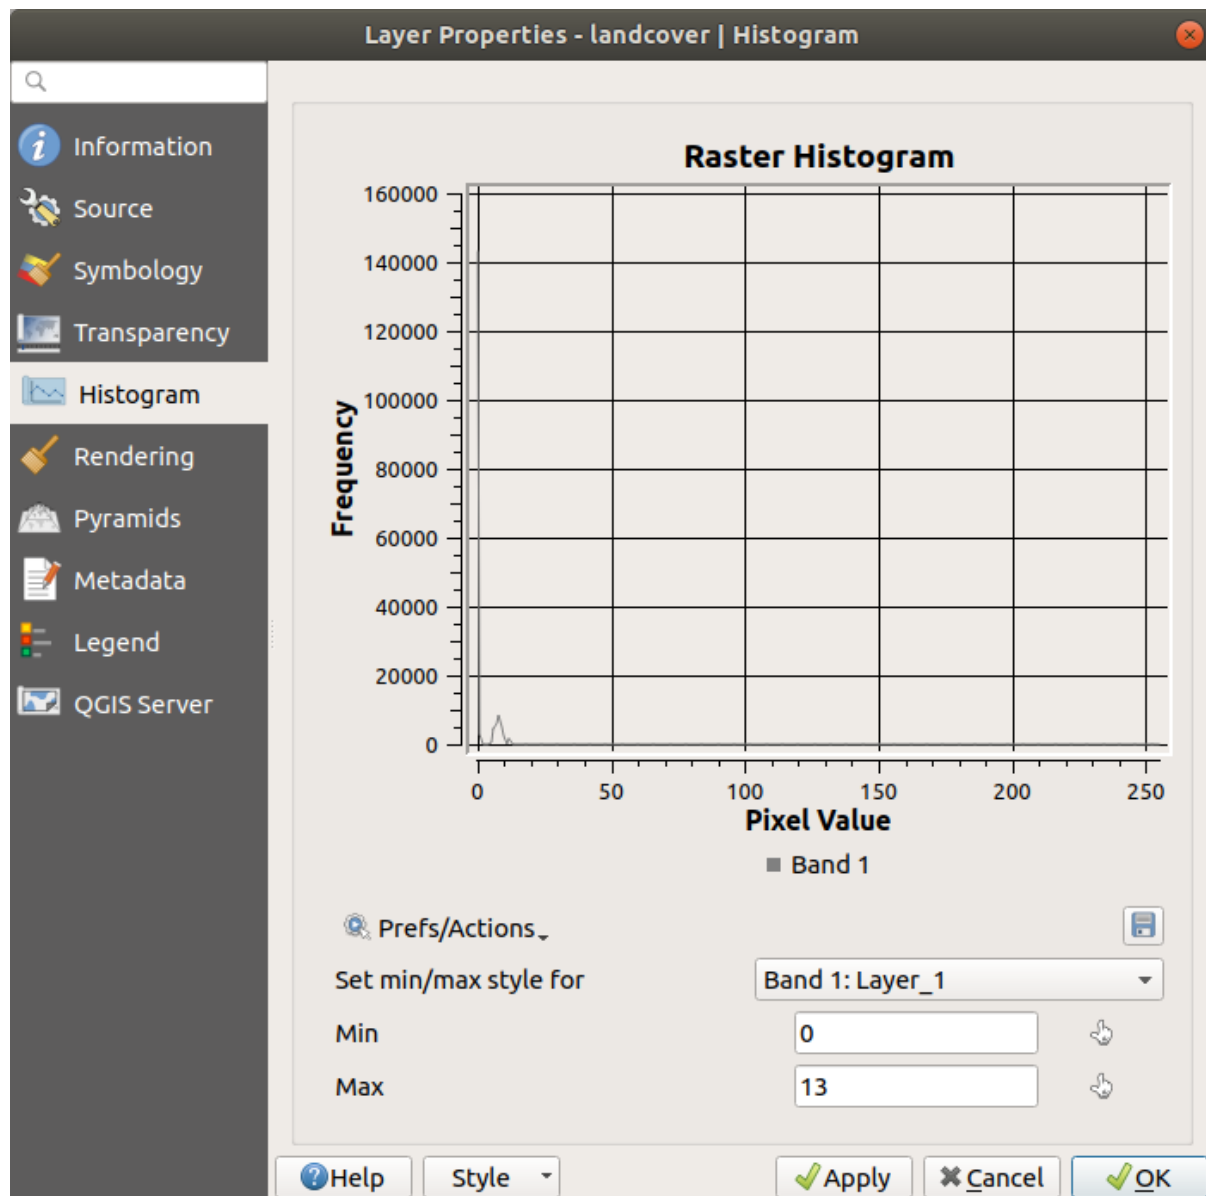 Layer Properties - landcover | Histogram
Information
Source
Symbology
Transparency
Histogram
Rendering
Pyramids
Metadata
Legend
QGIS Server
Raster Histogram
Frequency
160000
140000
120000
100000
80000
60000
40000
20000
0
0 50 100 150 200 250
Pixel Value
Band 1
Prefs/Actions
Set min/max style for Band 1: Layer_1
Min 0
Max 13
Help Style Apply Cancel OK